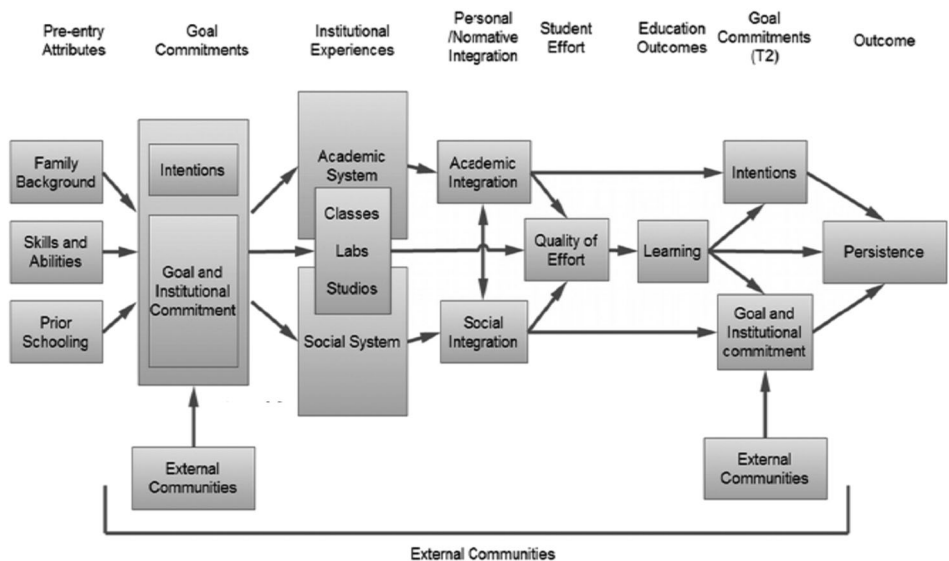 Pre-entry
Attributes
Goal
Commitments
Institutional
Experiences
Personal
/Normative
Integration
Student
Effort
Education
Outcomes
Goal
Commitments
(T2)
Outcome
Family
Background
Skills and
Abilities
Prior
Schooling
Intentions
Goal and
Institutional
Commitment
External
Communities
Academic
System
Classes
Labs
Studios
Social System
Academic
Integration
Social
Integration
Quality of
Effort
Learning
Intentions
Goal and
Institutional
commitment
External
Communities
Persistence
External Communities